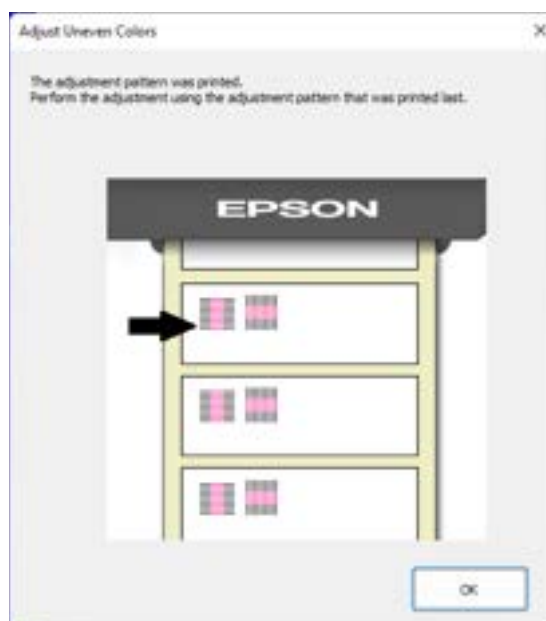 Adjust Uneven Colors
The adjustment pattern was printed.
Perform the adjustment using the adjustment pattern that was printed last.
EPSON
OK